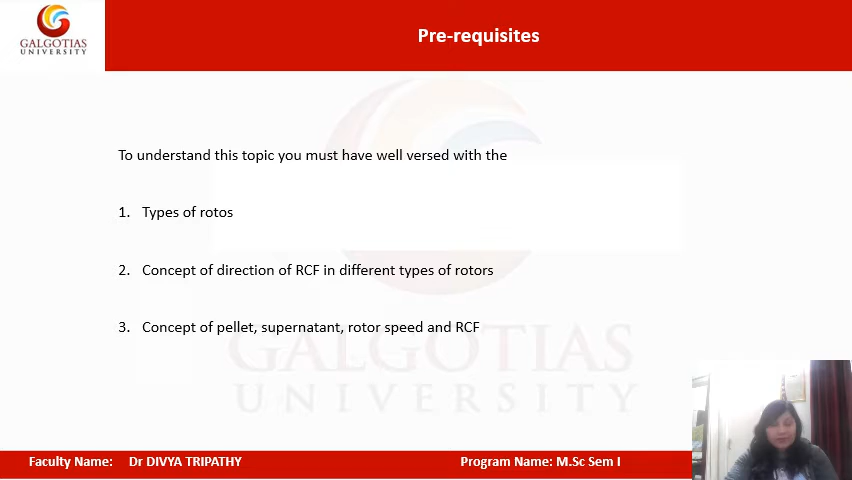 GALGOTIAS
UNIVERSITY
Pre-requisites
To understand this topic you must have well versed with the
1. Types of rotos
2. Concept of direction of RCF in different types of rotors
3. Concept of pellet, supernatant, rotor speed and RCF
GALGOTIAS
UNIVERSITY
Faculty Name: Dr DIVYA TRIPATHY
Program Name: M.Sc Sem I